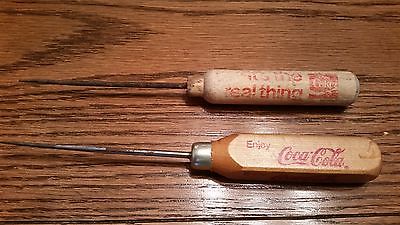 it's the
real thing
Enjoy
Coca-Cola